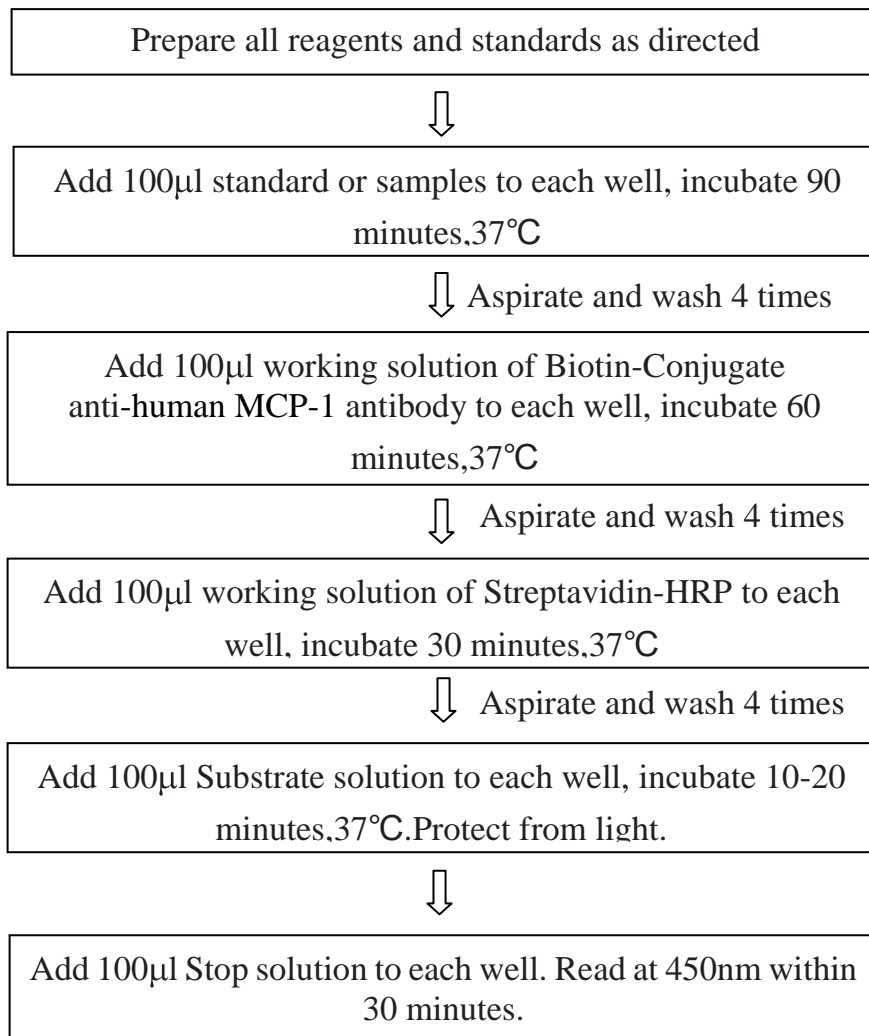 Prepare all reagents and standards as directed
Add 100μl standard or samples to each well, incubate 90
minutes,37℃
Aspirate and wash 4 times
Add 100μl working solution of Biotin-Conjugate
anti-human MCP-1 antibody to each well, incubate 60
minutes,37℃
Aspirate and wash 4 times
Add 100μl working solution of Streptavidin-HRP to each
well, incubate 30 minutes,37℃
Aspirate and wash 4 times
Add 100μl Substrate solution to each well, incubate 10-20
minutes,37℃.Protect from light.
Add 100μl Stop solution to each well. Read at 450nm within
30 minutes.